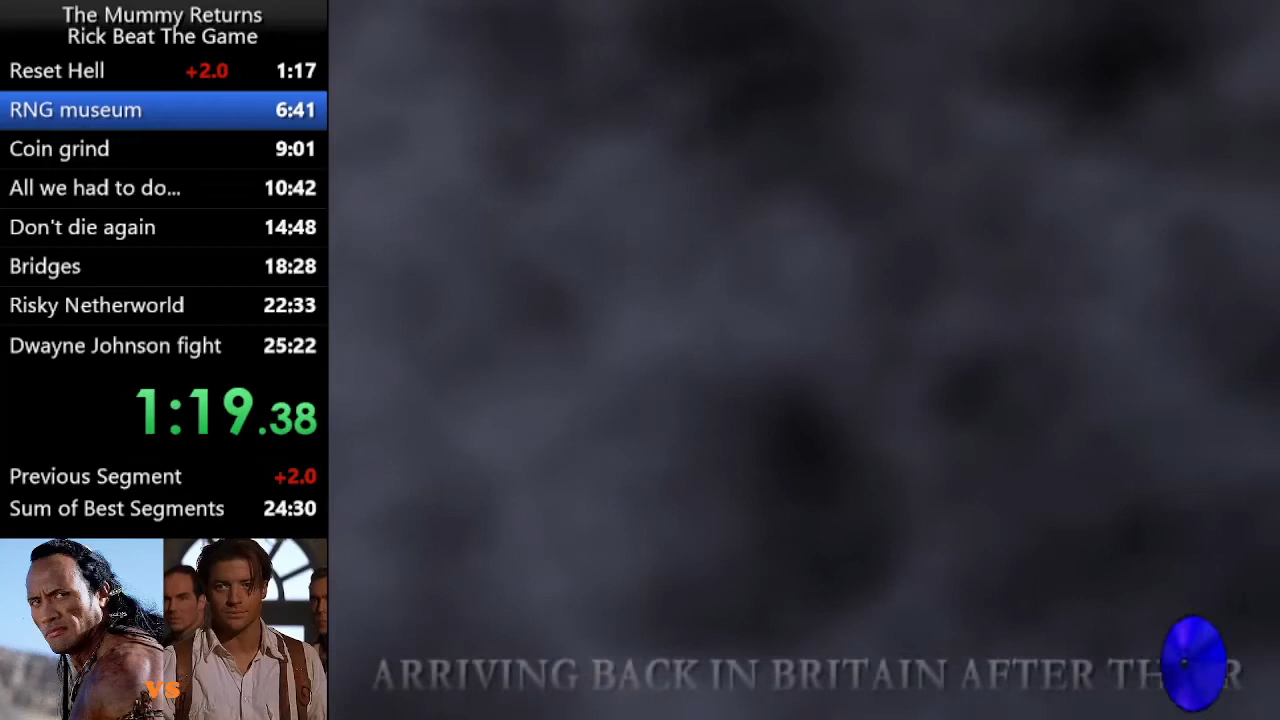 The Mummy Returns
Rick Beat The Game
Reset Hell +2.0 1:17
RNG museum 6:41
Coin grind 9:01
All we had to do... 10:42
Don't die again 14:48
Bridges 18:28
Risky Netherworld 22:33
Dwayne Johnson fight 25:22
1:19.38
Previous Segment +2.0
Sum of Best Segments 24:30
vs
ARRIVING BACK IN BRITAIN AFTER